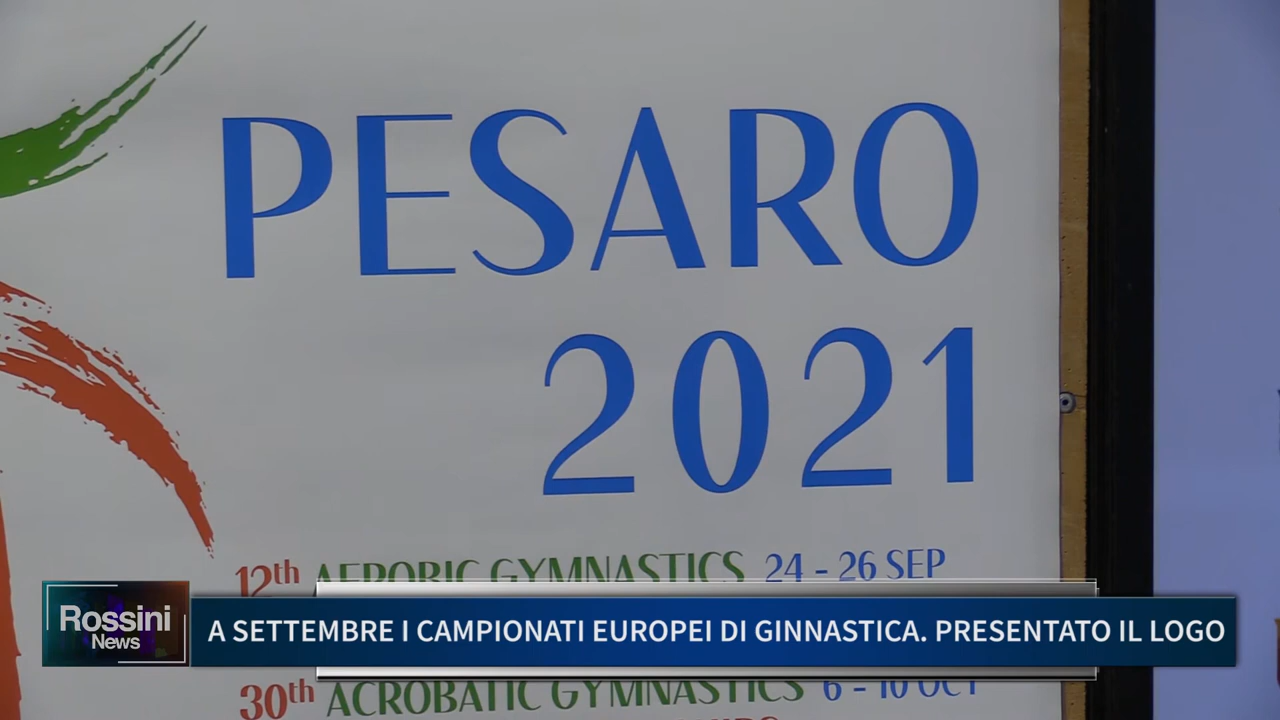 PESARO
2021
12th AEROBIC GYMNASTICS 24 - 26 SEP
Rossini
News
A SETTEMBRE I CAMPIONATI EUROPEI DI GINNASTICA. PRESENTATO IL LOGO
30th ACROBATIC GYMNASTICS 6 - 10 OCT